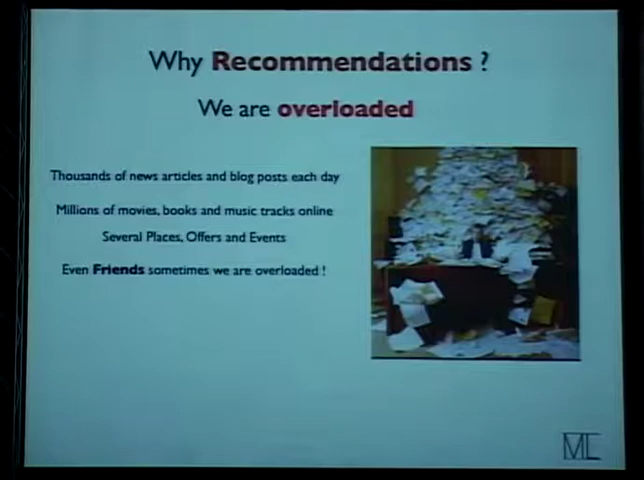 Why Recommendations ?
We are overloaded
Thousands of news articles and blog posts each day
Millions of movies, books and music tracks online
Several Places, Offers and Events
Even Friends sometimes we are overloaded !